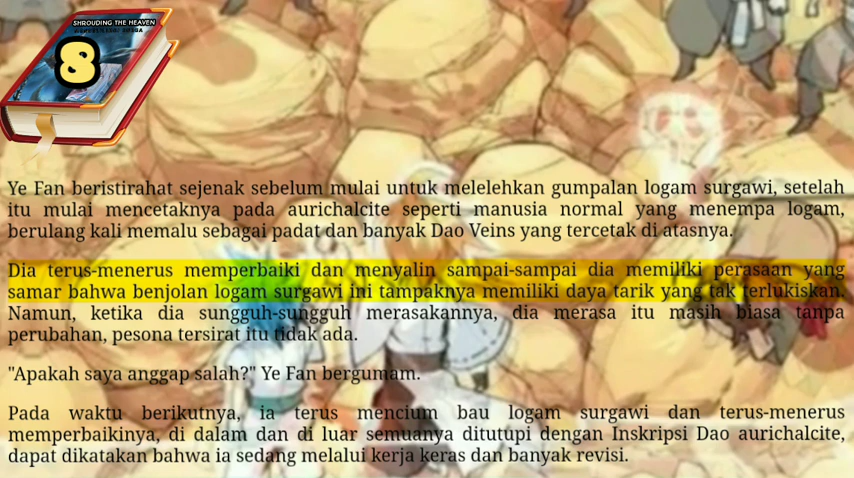 SHROUDING THE HEAVEN
8
Ye Fan beristirahat sejenak sebelum mulai untuk melelehkan gumpalan logam surgawi, setelah
itu mulai mencetaknya pada aurichalcite seperti manusia normal yang menempa logam,
berulang kali memalu sebagai padat dan banyak Dao Veins yang tercetak di atasnya.
Dia terus-menerus memperbaiki dan menyalin sampai-sampai dia memiliki perasaan yang
samar bahwa benjolan logam surgawi ini tampaknya memiliki daya tarik yang tak terlukiskan.
Namun, ketika dia sungguh-sungguh merasakannya, dia merasa itu masih biasa tanpa
perubahan, pesona tersirat itu tidak ada.
"Apakah saya anggap salah?" Ye Fan bergumam.
Pada waktu berikutnya, ia terus mencium bau logam surgawi dan terus-menerus
memperbaikinya, di dalam dan di luar semuanya ditutupi dengan Inskripsi Dao aurichalcite,
dapat dikatakan bahwa ia sedang melalui kerja keras dan banyak revisi.